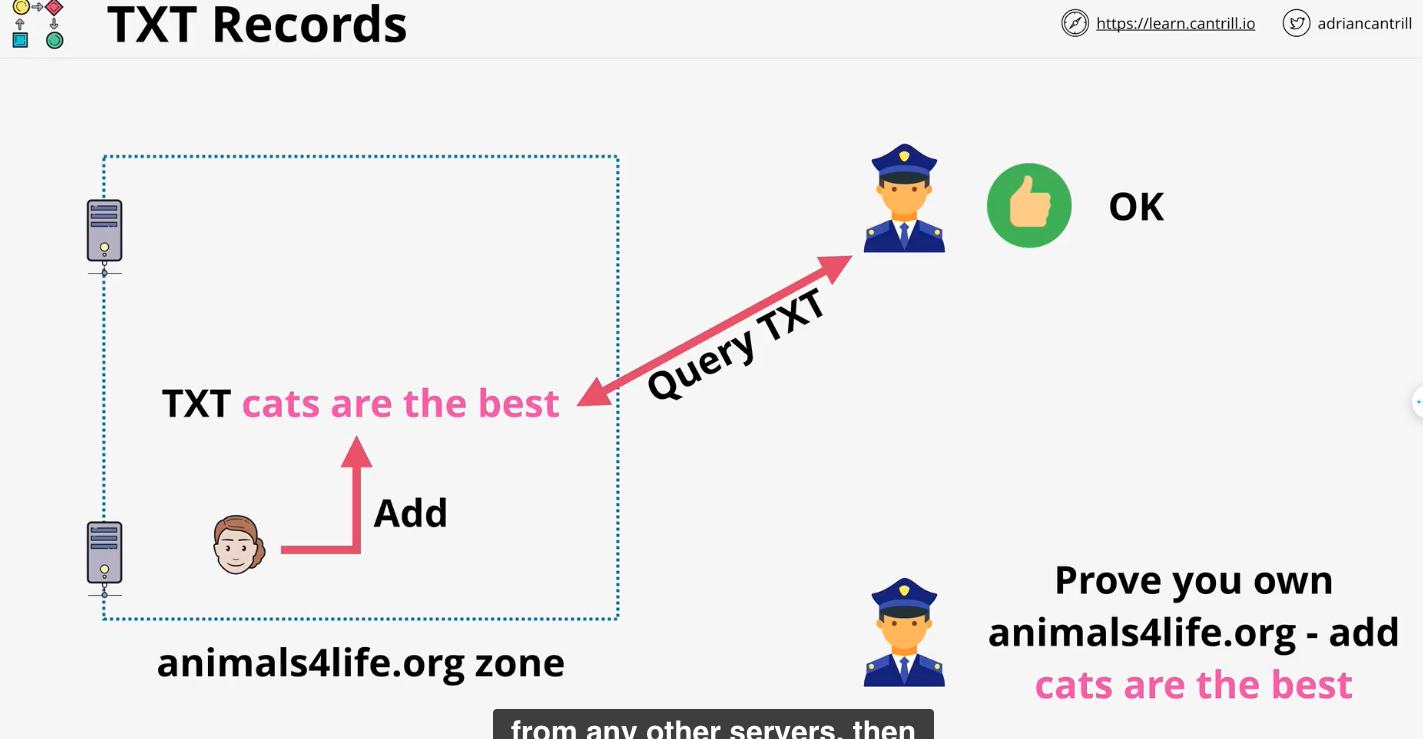 TXT Records
https://learn.cantrill.io
adriancantrill
OK
Query TXT
TXT cats are the best
Add
animals4life.org zone
Prove you own
animals4life.org - add
cats are the best
from any other servers, then